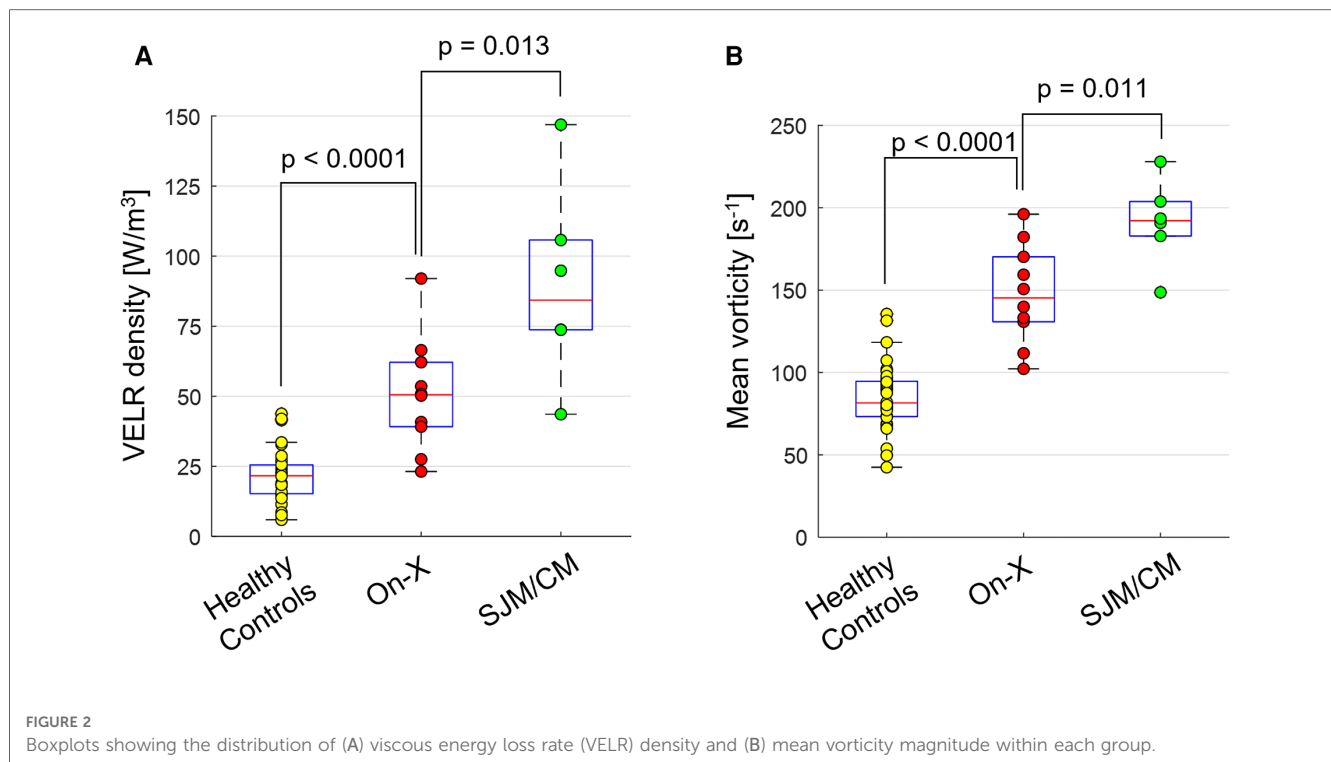 A
p = 0.013
p < 0.0001
VELR density [W/m³]
150
125
100
75
50
25
0
Healthy
Controls
On-X
SJM/CM
B
p = 0.011
p < 0.0001
Mean vorticity [s⁻¹]
250
200
150
100
50
0
Healthy
Controls
On-X
SJM/CM
FIGURE 2
Boxplots showing the distribution of (A) viscous energy loss rate (VELR) density and (B) mean vorticity magnitude within each group.